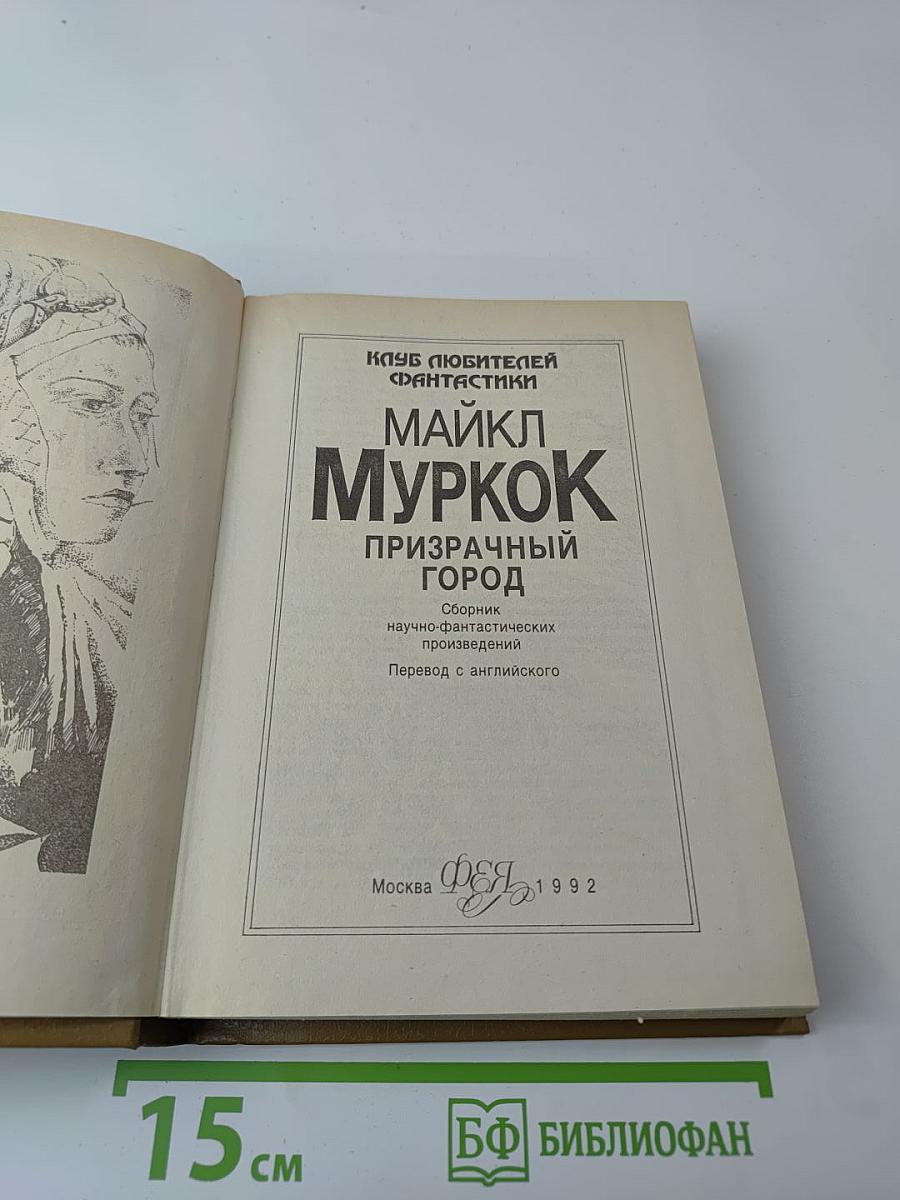 КЛУБ ЛЮБИТЕЛЕЙ
ФАНТАСТИКИ
МАЙКЛ
МУРКОК
ПРИЗРАЧНЫЙ
ГОРОД
Сборник
научно-фантастических
произведений
Перевод с английского
Москва ФЕЯ 1992
15 см
БФ БИБЛИОФАН